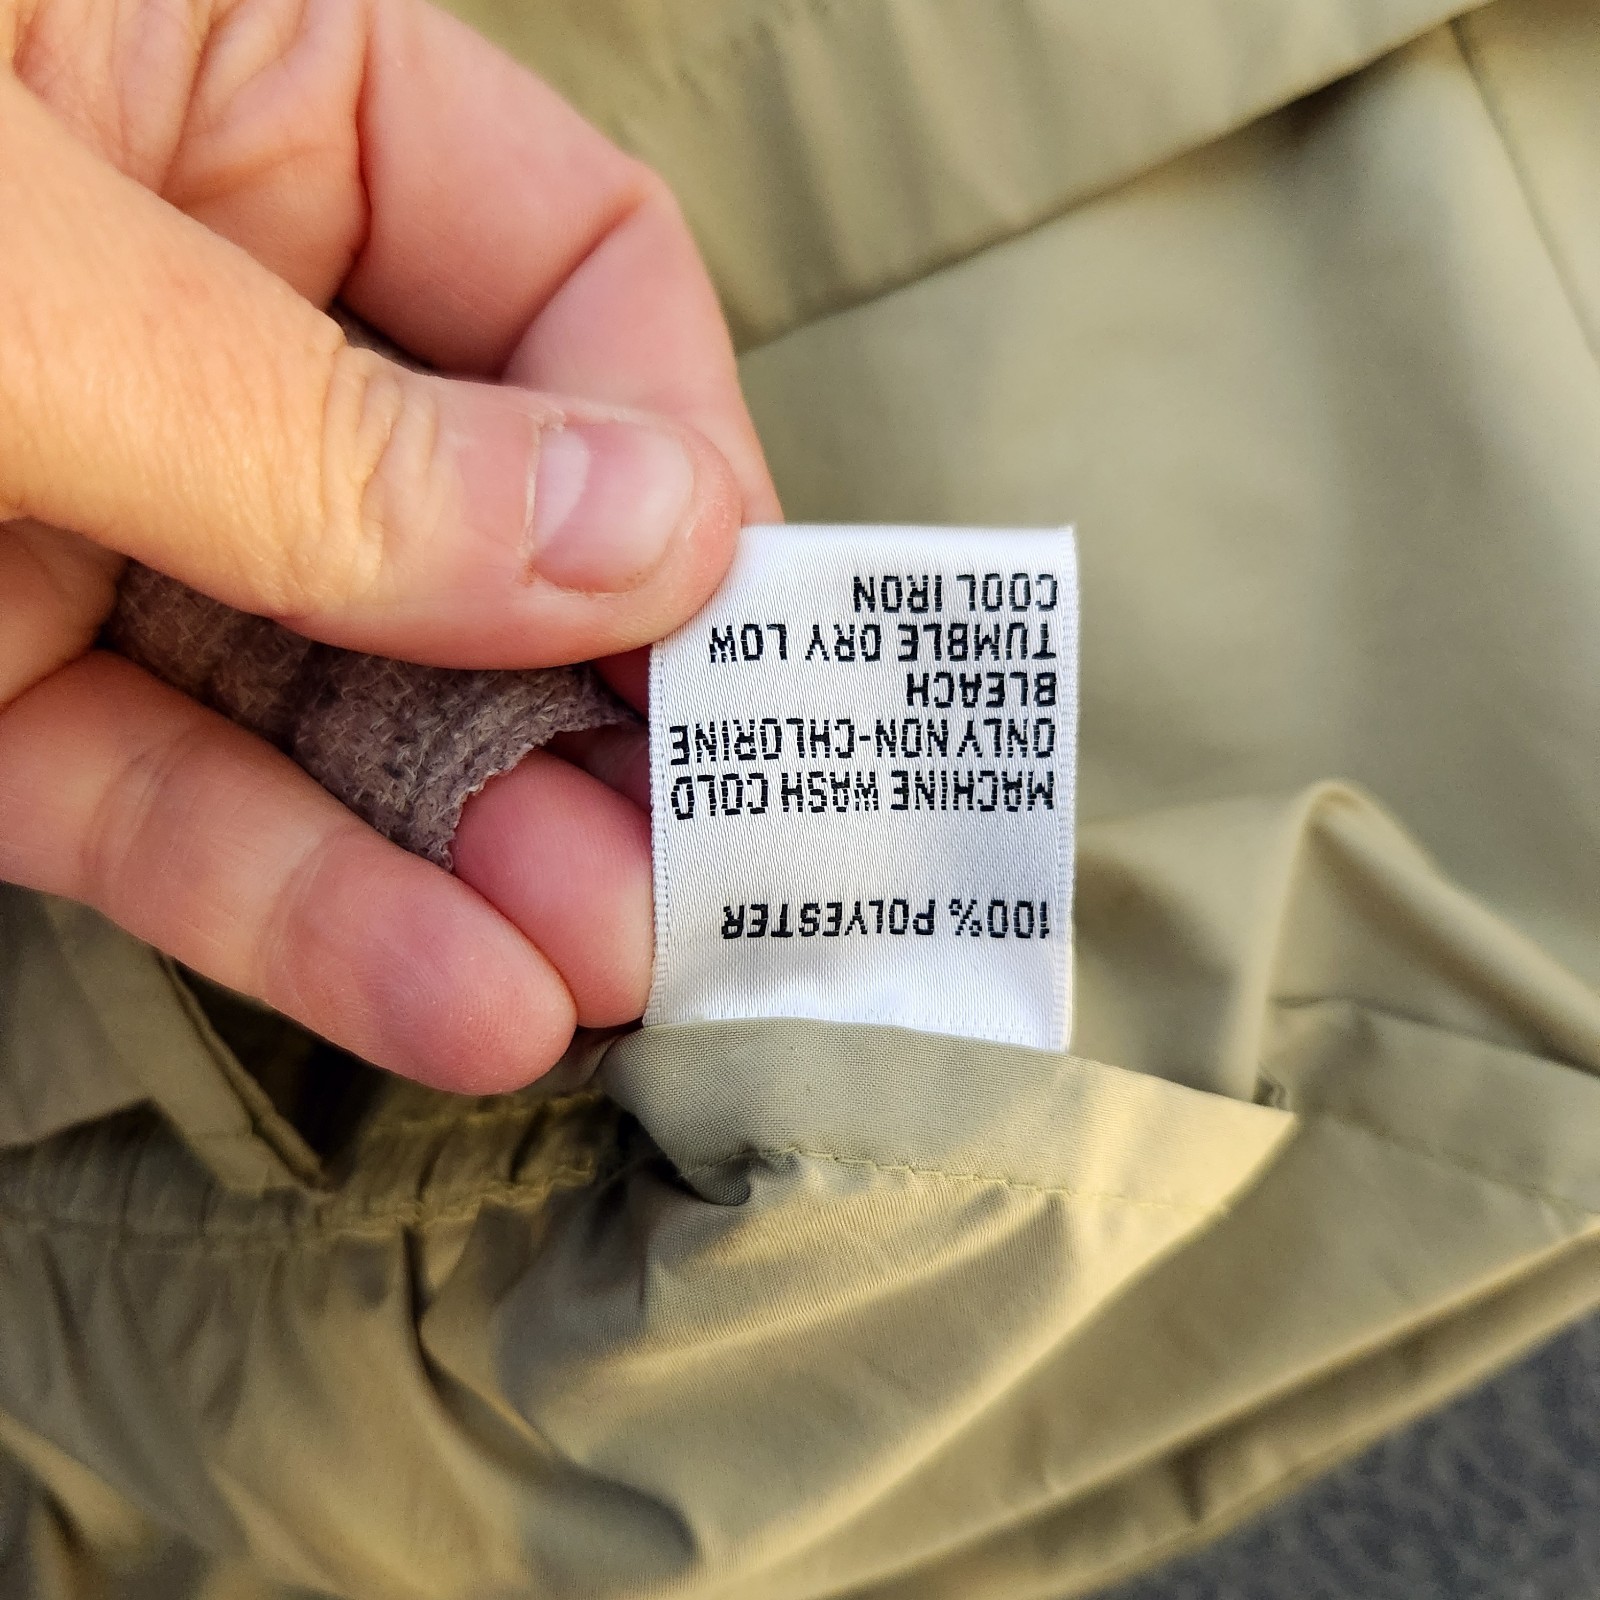 100% POLYESTER
MACHINE WASH COLD
ONLY NON-CHLORINE
BLEACH
TUMBLE DRY LOW
COOL IRON